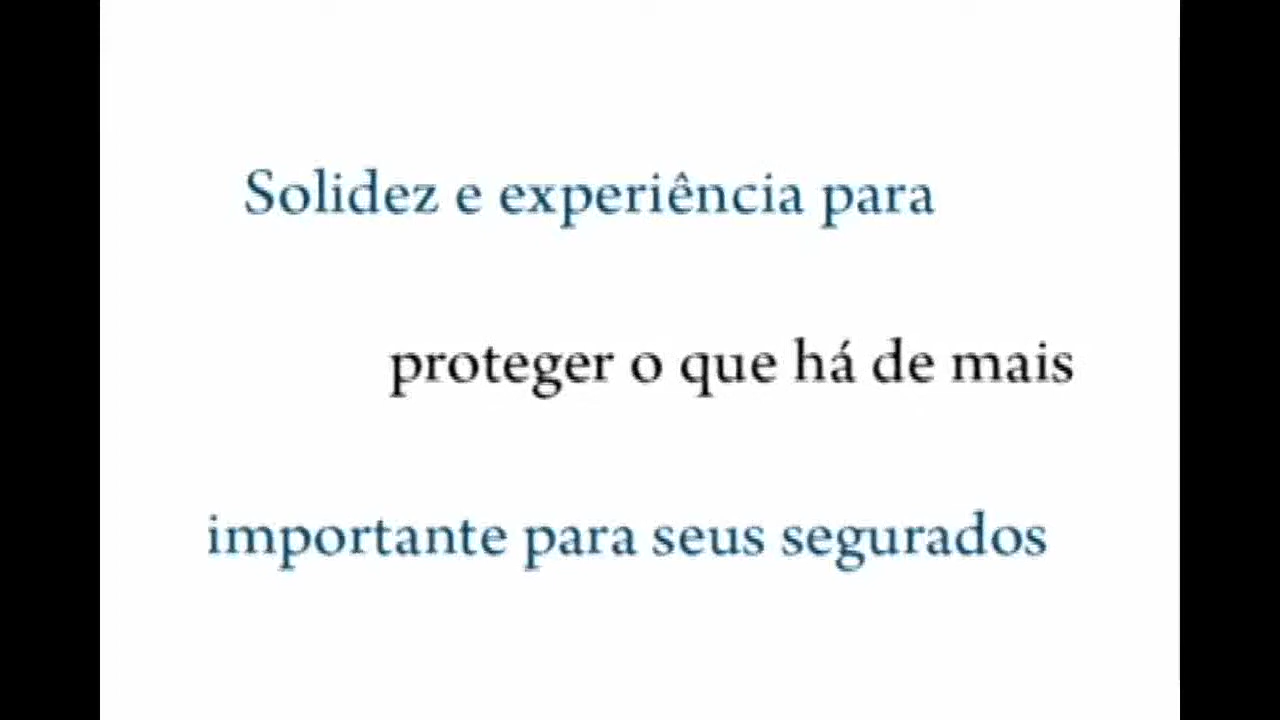 Solidez e experiência para
proteger o que há de mais
importante para seus segurados